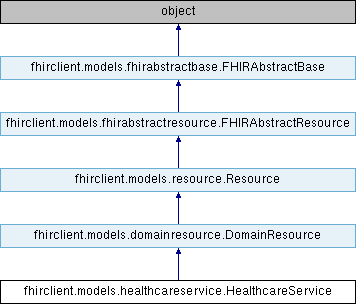 object
fhirclient.models.fhirabstractbase.FHIRAbstractBase
fhirclient.models.fhirabstractresource.FHIRAbstractResource
fhirclient.models.resource.Resource
fhirclient.models.domainresource.DomainResource
fhirclient.models.healthcareservice.HealthcareService